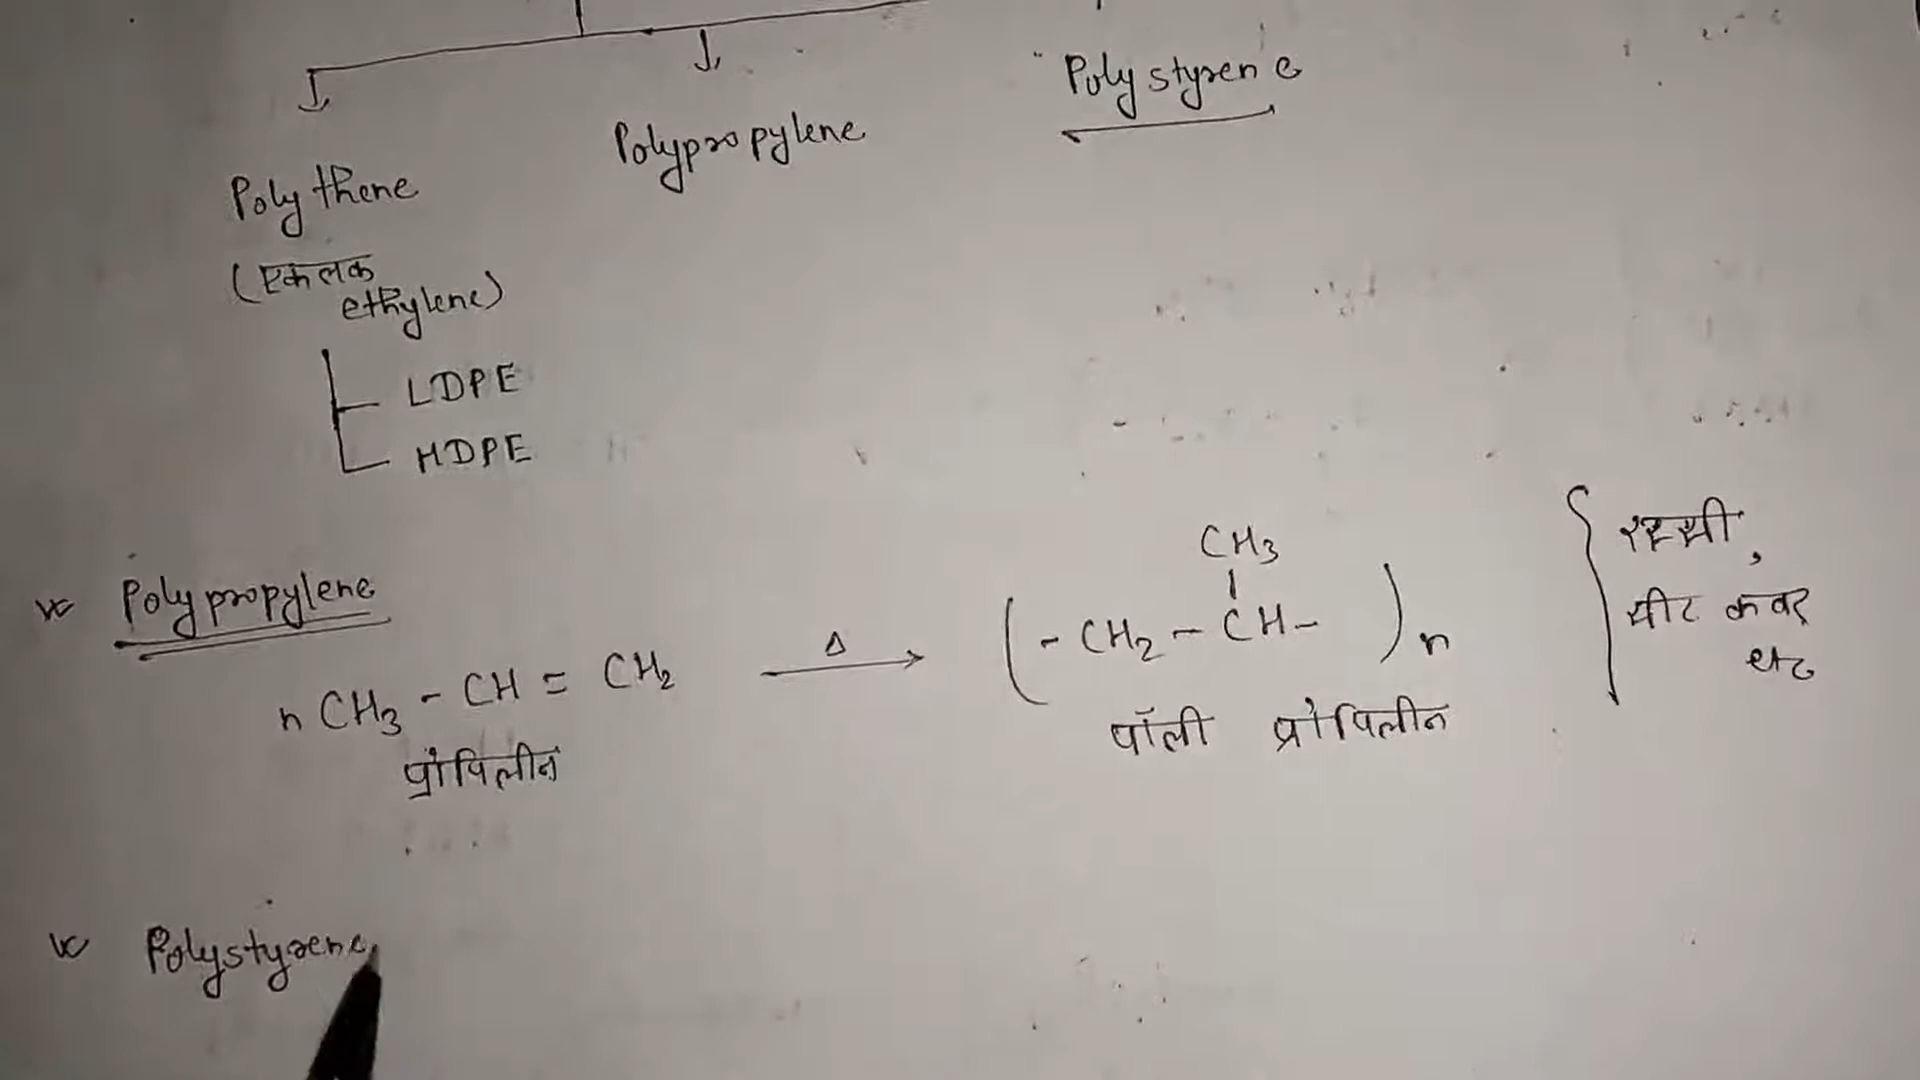 Polythene
Polypropylene
Polystyrene
(एकलक
ethylene)
LDPE
HDPE
Polypropylene
n CH3 - CH = CH2
Δ
CH3
(- CH2 - CH - )n
प्रोपिलीन
पॉली प्रोपिलीन
रस्सी,
सीट कवर
etc
Polystyrene